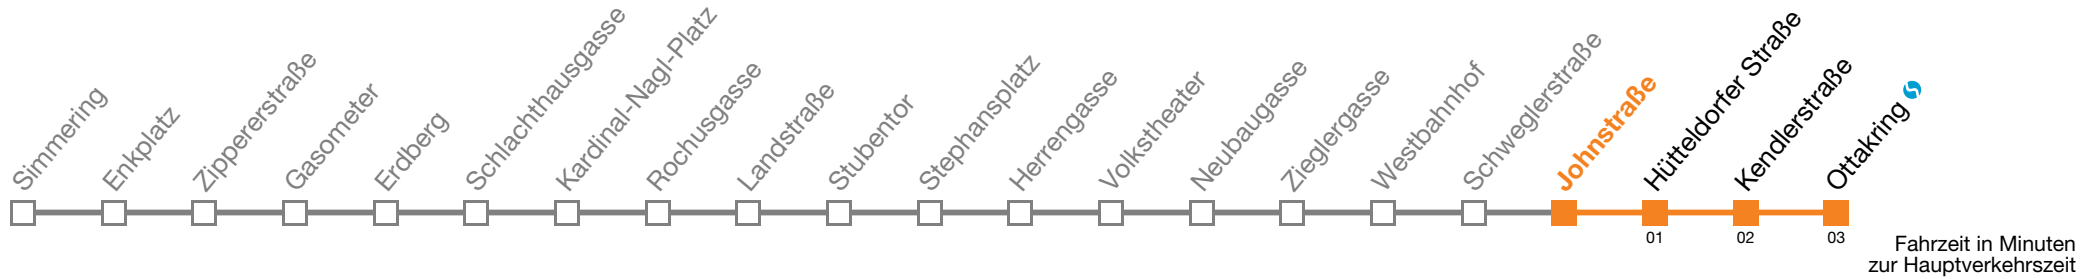 Simmering
Enkplatz
Zippererstraße
Gasometer
Erdberg
Schlachthausgasse
Kardinal-Nagl-Platz
Rochusgasse
Landstraße
Stubentor
Stephansplatz
Herrengasse
Volkstheater
Neubaugasse
Zieglergasse
Westbahnhof
Schweglerstraße
Johnstraße
Hütteldorfer Straße
Kendlerstraße
Ottakring
01
02
03
Fahrzeit in Minuten
zur Hauptverkehrszeit